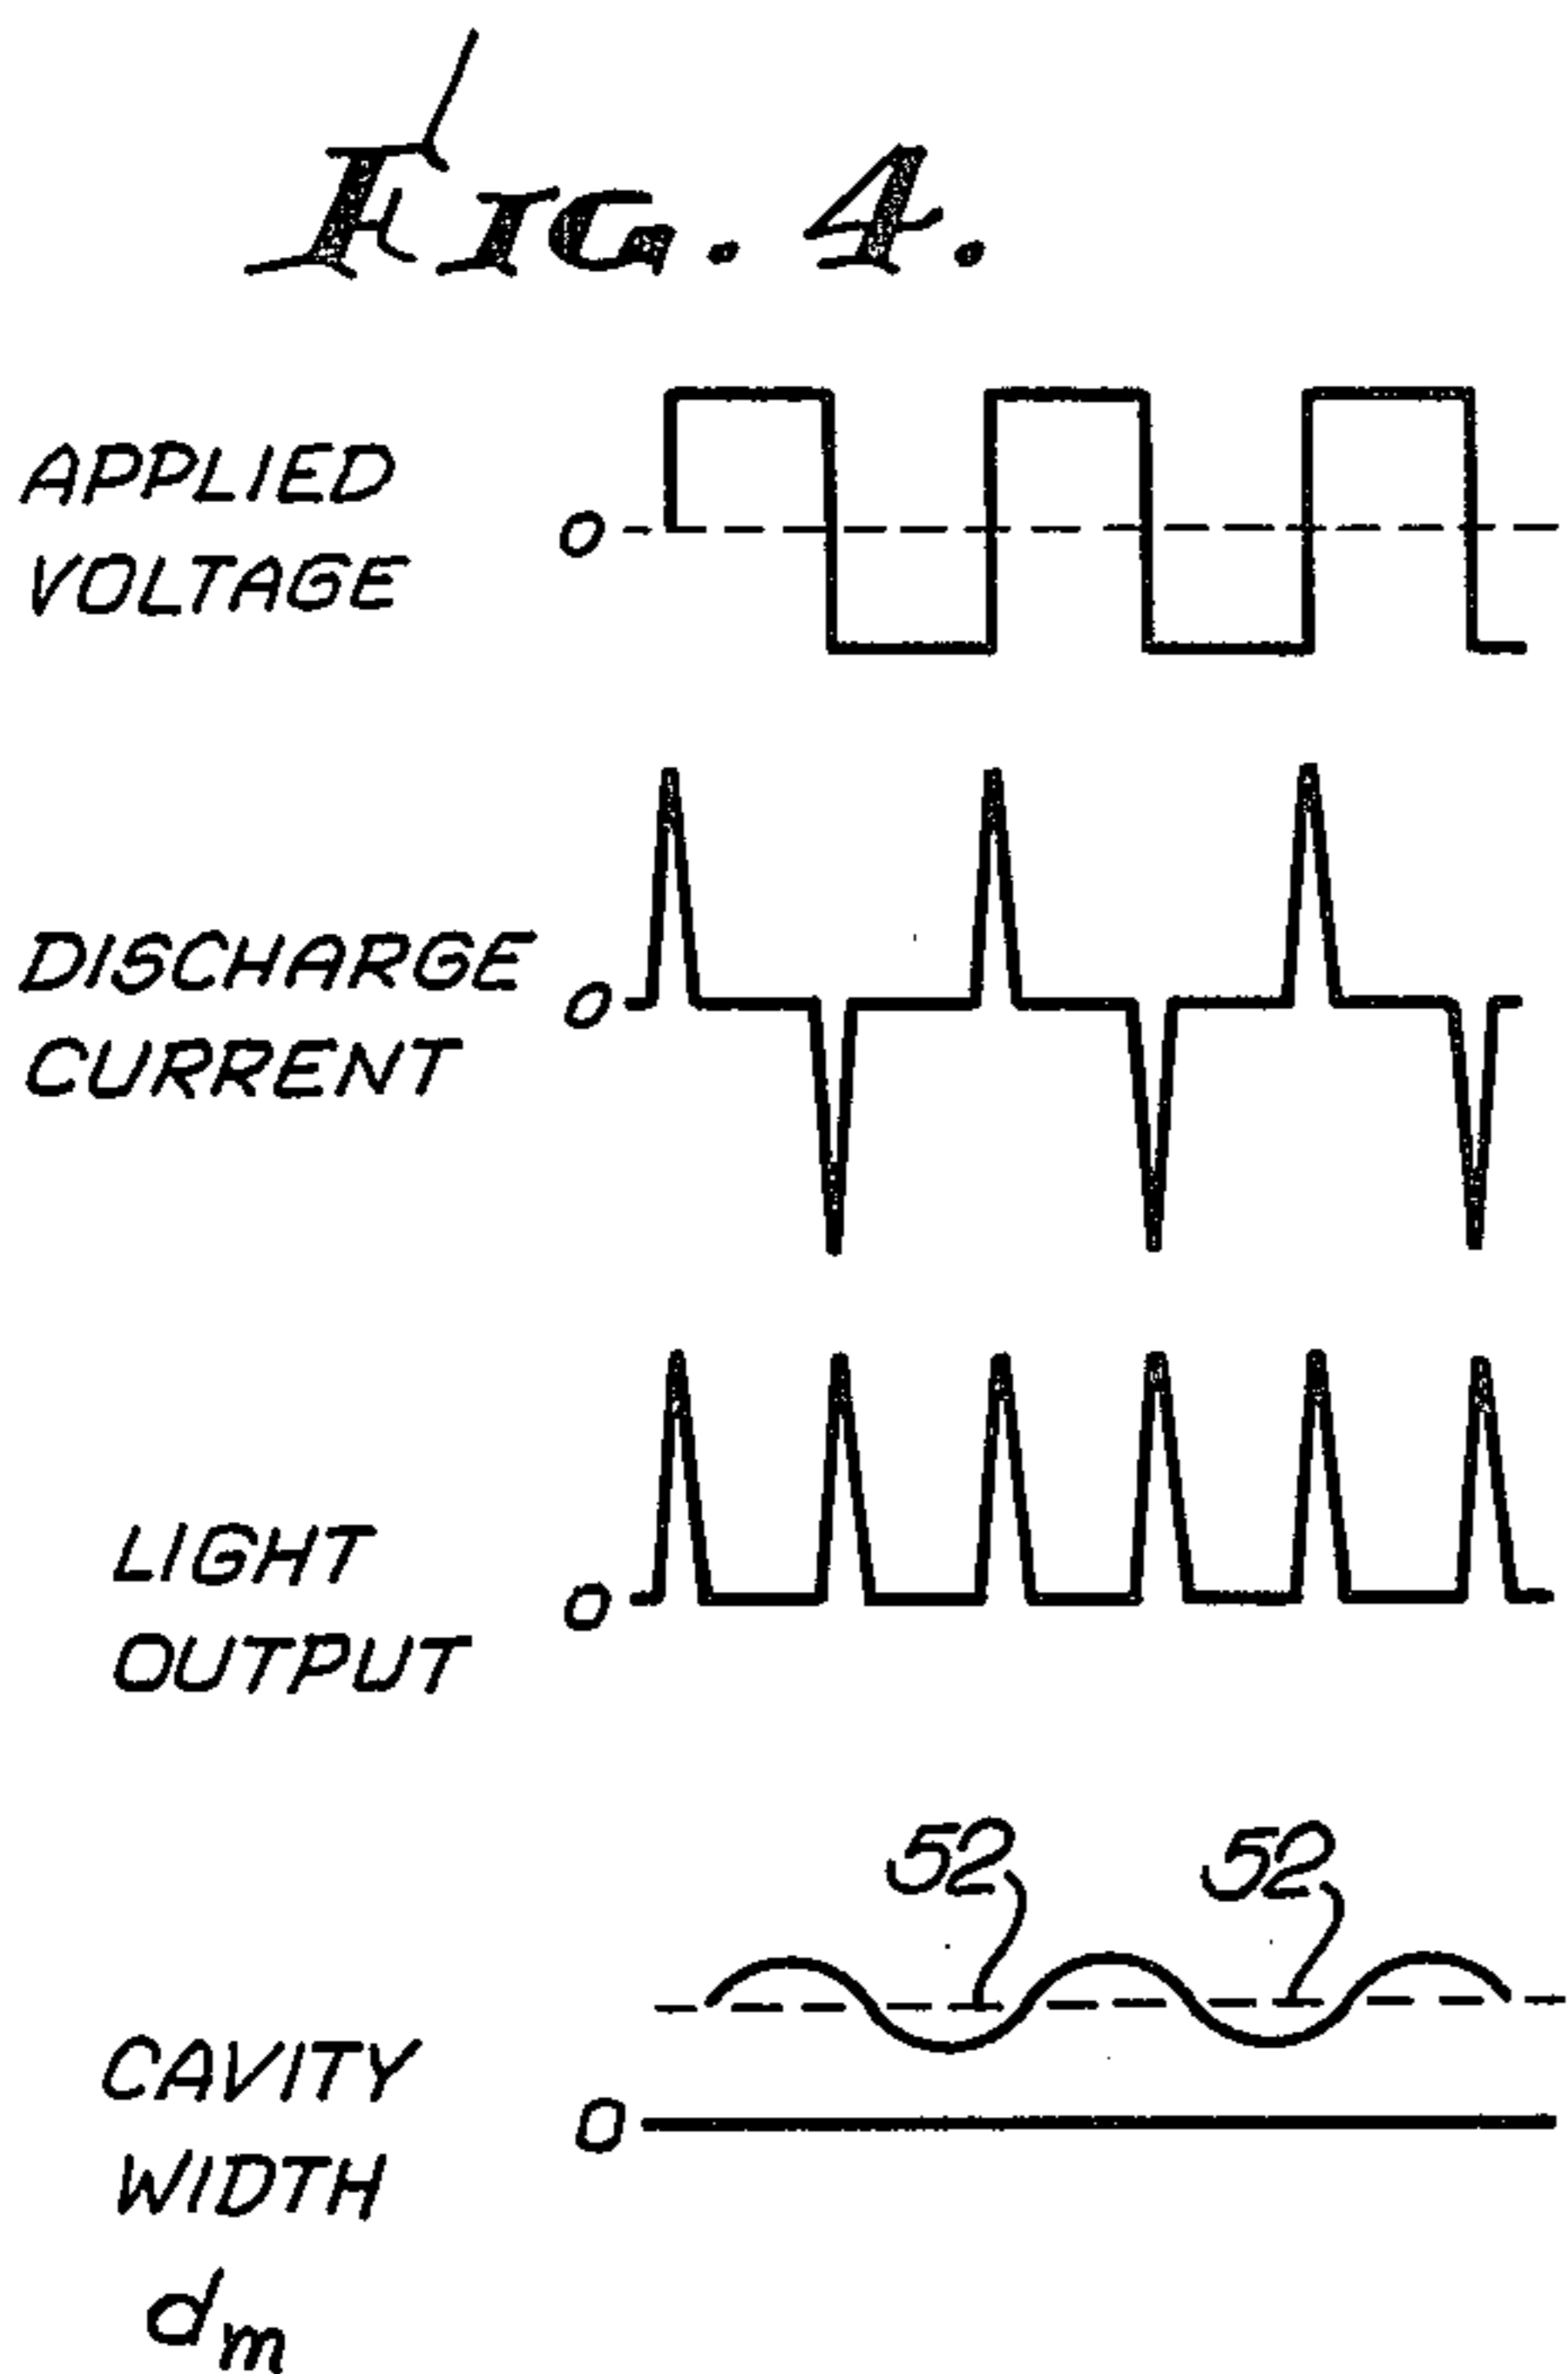 FIG. 4.
APPLIED
VOLTAGE
0
DISCHARGE
CURRENT
0
LIGHT
OUTPUT
0
52 52
CAVITY
WIDTH
dm
0